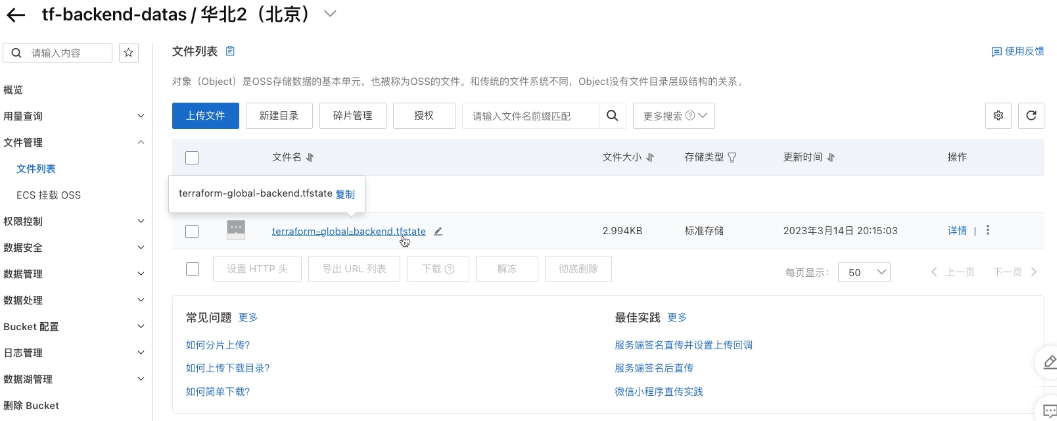 tf-backend-datas / 华北2（北京）
请输入内容
概览
用量查询
文件管理
文件列表
ECS 挂载 OSS
权限控制
数据安全
数据管理
数据处理
Bucket 配置
日志管理
数据湖管理
删除 Bucket
文件列表
使用反馈
对象（Object）是OSS存储数据的基本单元，也被称为OSS的文件。和传统的文件系统不同，Object没有文件目录层级结构的关系。
上传文件 新建目录 碎片管理 授权 请输入文件名前缀匹配 更多搜索
文件名 文件大小 存储类型 更新时间 操作
terraform-global-backend.tfstate 复制
terraform-global-backend.tfstate 2.994KB 标准存储 2023年3月14日 20:15:03 详情
设置 HTTP 头 导出 URL 列表 下载 解冻 彻底删除 每页显示： 50 上一页 下一页
常见问题 更多
如何分片上传?
如何上传下载目录?
如何简单下载?
最佳实践 更多
服务端签名直传并设置上传回调
服务端签名后直传
微信小程序直传实践